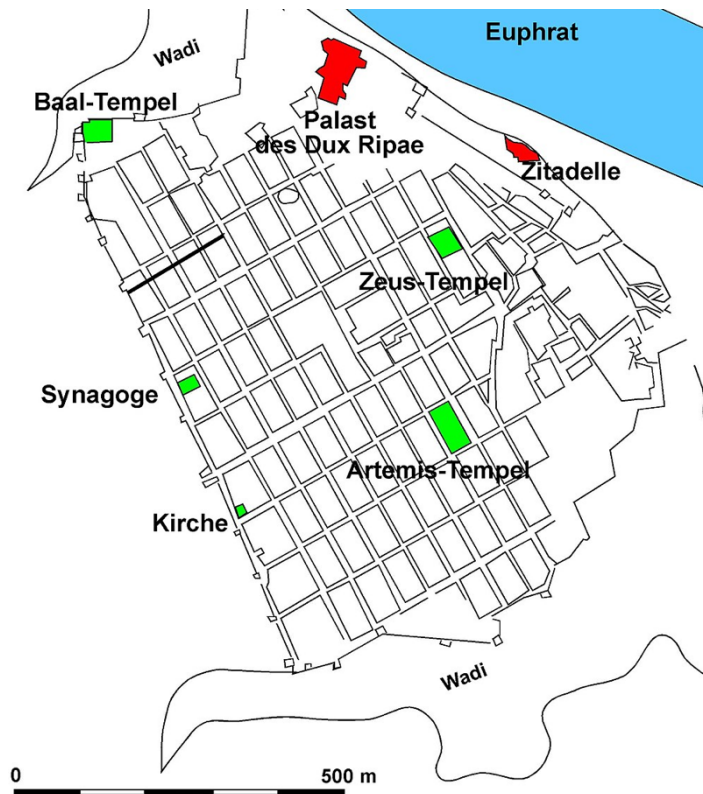 Euphrat
Wadi
Baal-Tempel
Palast
des Dux Ripae
Zitadelle
Zeus-Tempel
Synagoge
Artemis-Tempel
Kirche
Wadi
0 500 m